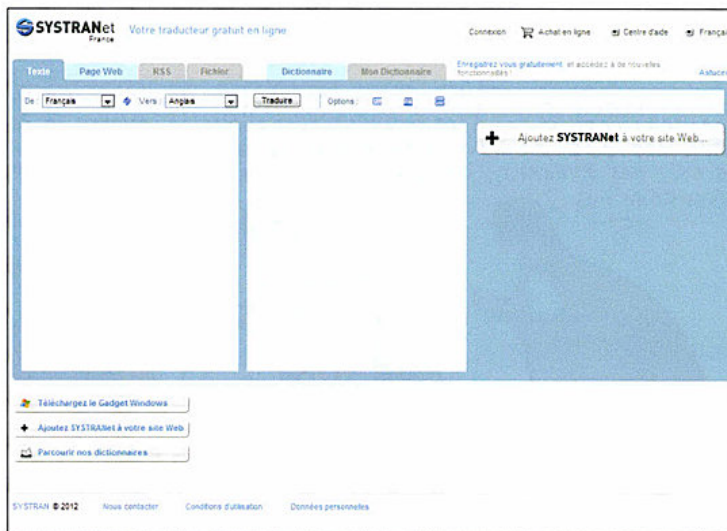 SYSTRANet
France
Votre traducteur gratuit en ligne
Connexion Achat en ligne Centre d'aide Françai
Texte Page Web RSS Fichier Dictionnaire Mon Dictionnaire
Enregistrez vous gratuitement et accédez à de nouvelles
fonctionnalités !
Astuces
De : Français Vers : Anglais Traduire Options :
Ajoutez SYSTRANet à votre site Web...
Téléchargez le Gadget Windows
Ajoutez SYSTRANet à votre site Web
Parcourir nos dictionnaires
SYSTRAN © 2012 Nous contacter Conditions d'utilisation Données personnelles